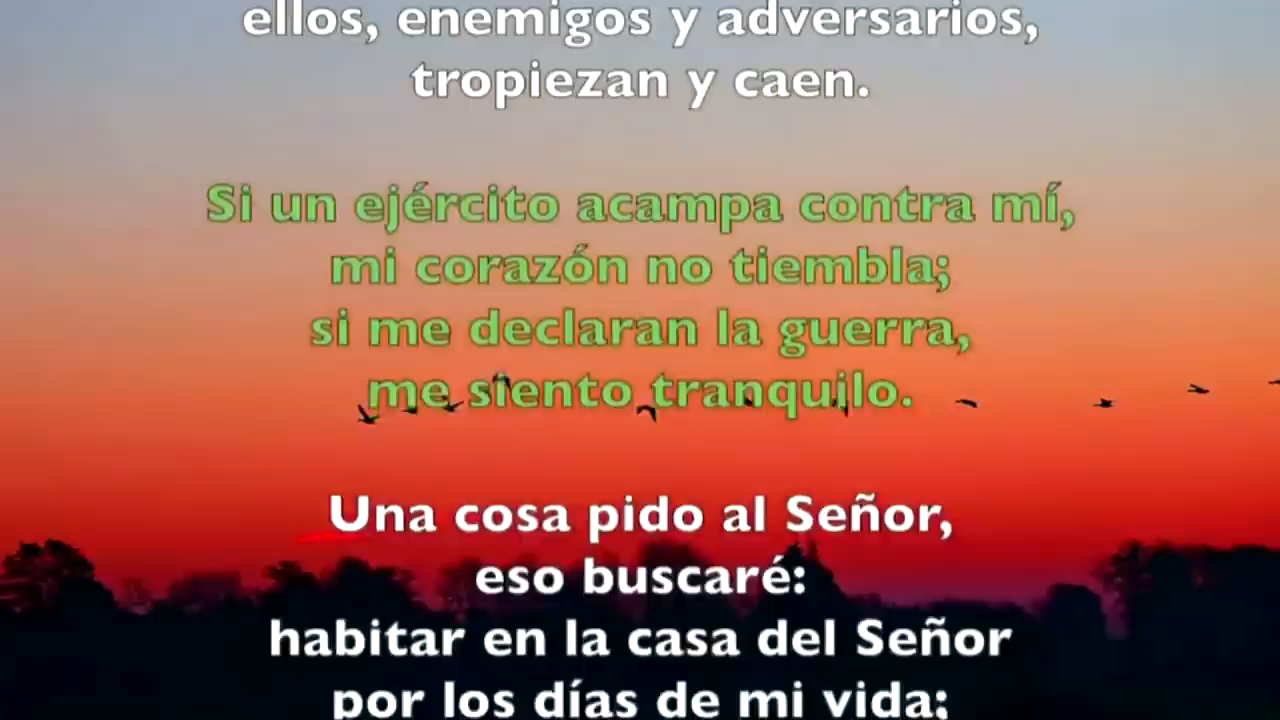 ellos, enemigos y adversarios,
tropiezan y caen.
Si un ejército acampa contra mí,
mi corazón no tiembla;
si me declaran la guerra,
me siento tranquilo.
Una cosa pido al Señor,
eso buscaré:
habitar en la casa del Señor
por los días de mi vida;